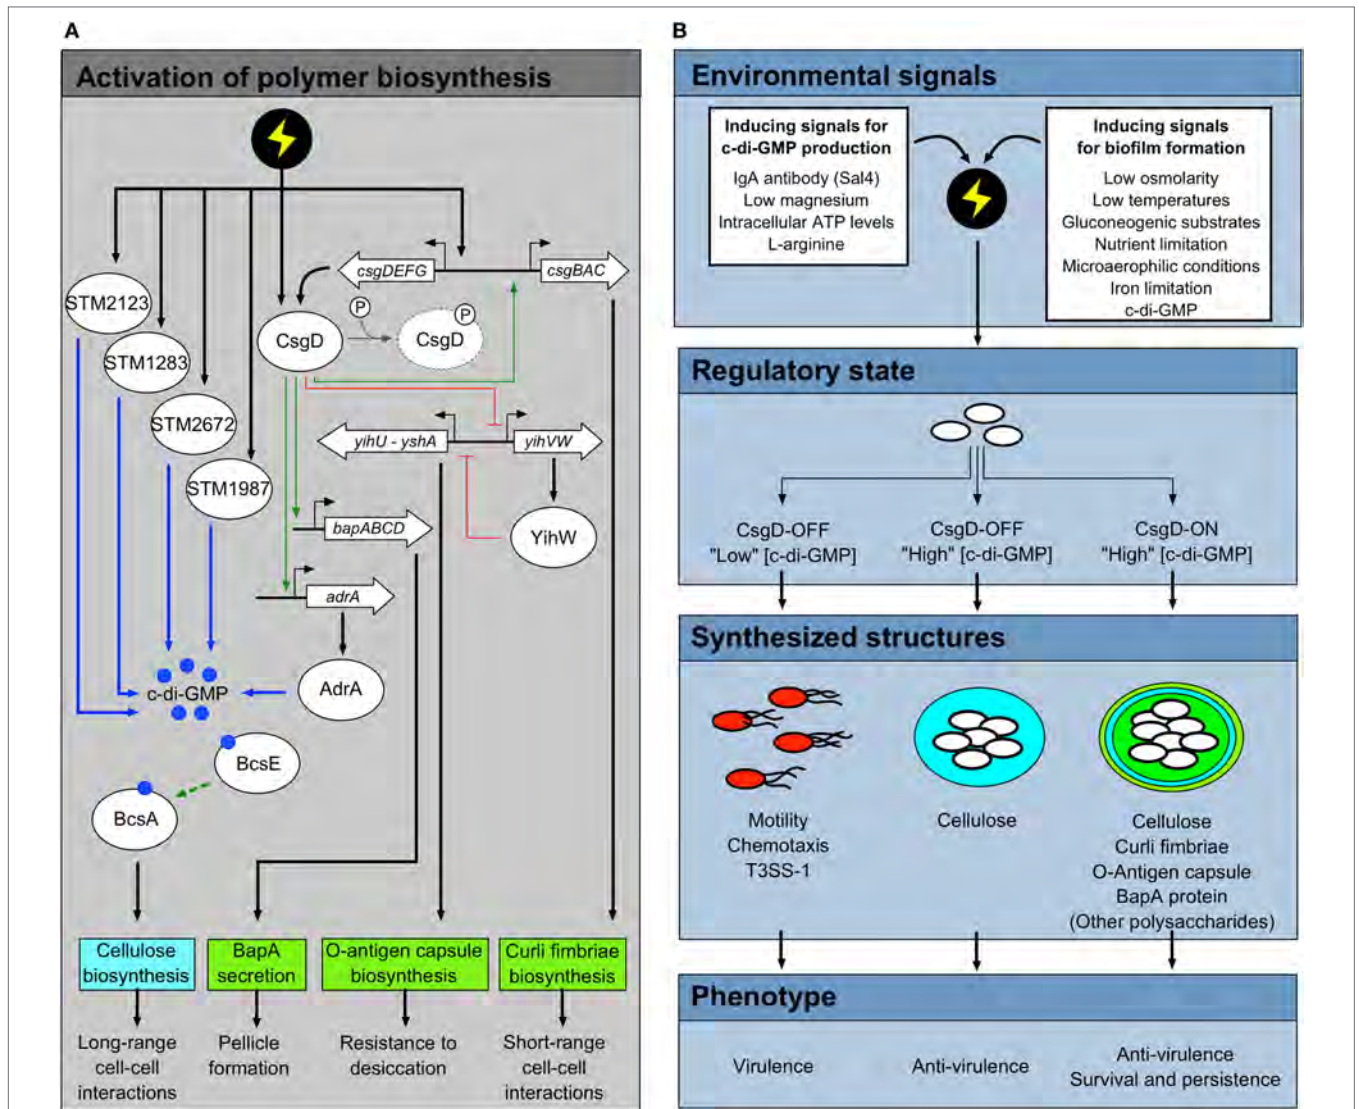 A
Activation of polymer biosynthesis
csgDEFG
csgBAC
STM2123
P
P
CsgD
CsgD
STM1283
STM2672
yihU - yshA
yihVW
STM1987
bapABCD
YihW
adrA
c-di-GMP
AdrA
BcsE
BcsA
Cellulose
biosynthesis
BapA
secretion
O-antigen capsule
biosynthesis
Curli fimbriae
biosynthesis
Long-range
cell-cell
interactions
Pellicle
formation
Resistance to
desiccation
Short-range
cell-cell
interactions
B
Environmental signals
Inducing signals for
c-di-GMP production
IgA antibody (Sal4)
Low magnesium
Intracellular ATP levels
L-arginine
Inducing signals
for biofilm formation
Low osmolarity
Low temperatures
Gluconeogenic substrates
Nutrient limitation
Microaerophilic conditions
Iron limitation
c-di-GMP
Regulatory state
CsgD-OFF
"Low" [c-di-GMP]
CsgD-OFF
"High" [c-di-GMP]
CsgD-ON
"High" [c-di-GMP]
Synthesized structures
Motility
Chemotaxis
T3SS-1
Cellulose
Cellulose
Curli fimbriae
O-Antigen capsule
BapA protein
(Other polysaccharides)
Phenotype
Virulence
Anti-virulence
Anti-virulence
Survival and persistence